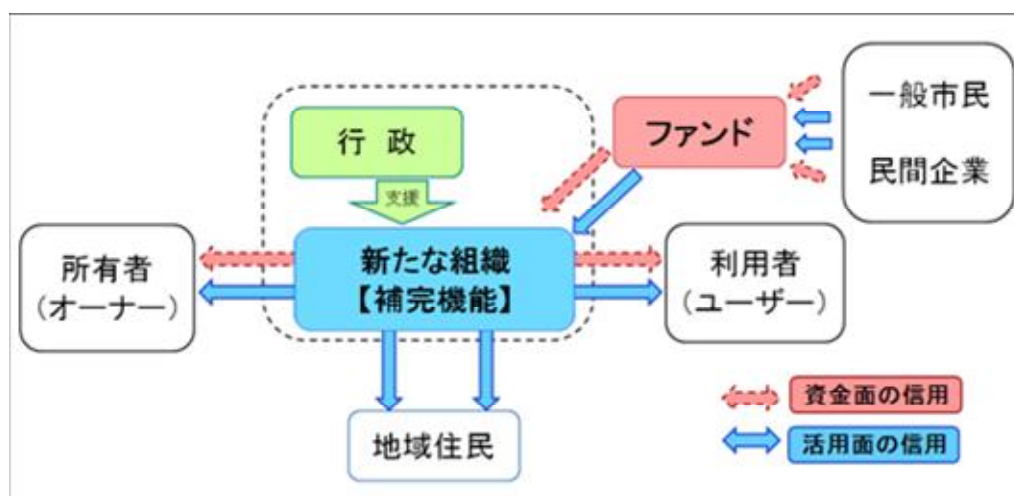 行 政
支援
ファンド
一般市民
民間企業
所有者
（オーナー）
新たな組織
【補完機能】
利用者
（ユーザー）
地域住民
資金面の信用
活用面の信用